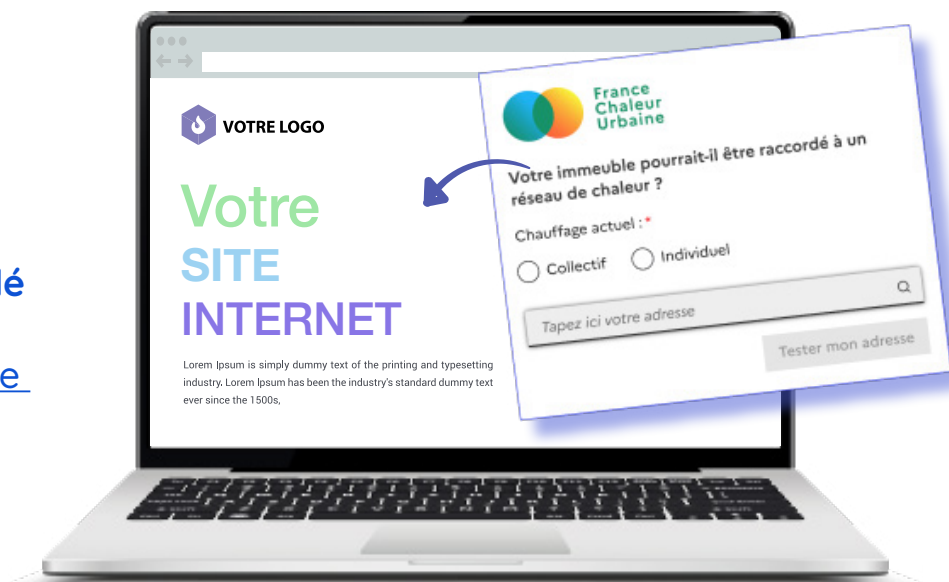 lé
e
VOTRE LOGO
Votre
SITE
INTERNET
Lorem Ipsum is simply dummy text of the printing and typesetting
industry. Lorem Ipsum has been the industry's standard dummy text
ever since the 1500s,
France
Chaleur
Urbaine
Votre immeuble pourrait-il être raccordé à un
réseau de chaleur ?
Chauffage actuel : *
Collectif Individuel
Tapez ici votre adresse
Tester mon adresse